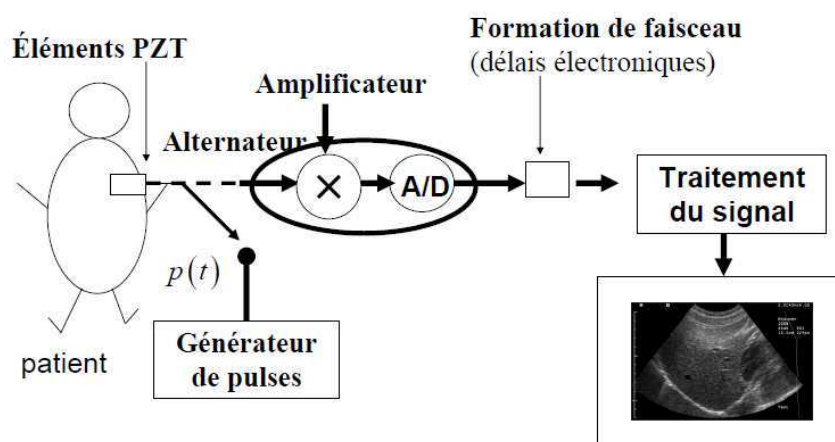 Éléments PZT
Formation de faisceau
(délais électroniques)
Amplificateur
Alternateur
×
A/D
Traitement
du signal
p(t)
Générateur
de pulses
patient